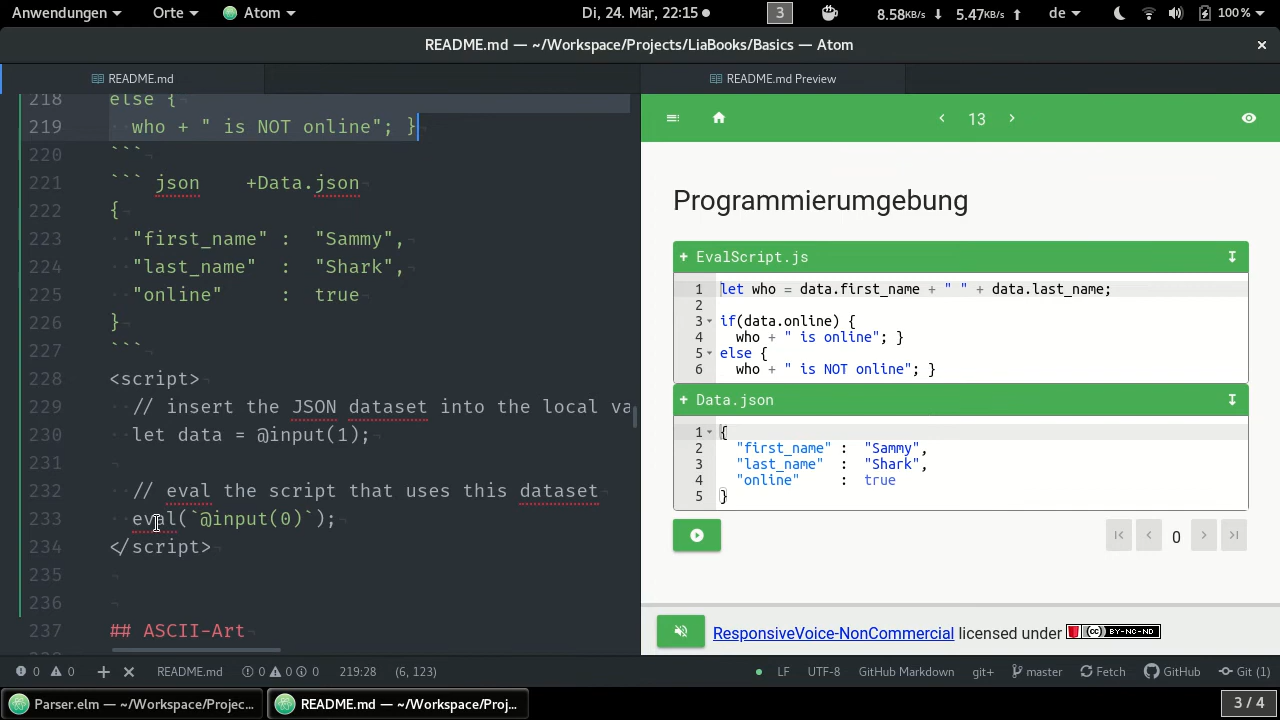 Anwendungen Orte Atom Di, 24. Mär, 22:15 3 8.58KB/s 5.47KB/s de 100%
README.md — ~/Workspace/Projects/LiaBooks/Basics — Atom
README.md
218 else {
219 who + " is NOT online"; }
220 ```
221 ``` json +Data.json
222 {
223 "first_name" : "Sammy",
224 "last_name" : "Shark",
225 "online" : true
226 }
227 ```
228 <script>
229 // insert the JSON dataset into the local va
230 let data = @input(1);
231
232 // eval the script that uses this dataset
233 eval(`@input(0)`);
234 </script>
235
236
237 ## ASCII-Art
README.md Preview
13
Programmierumgebung
+ EvalScript.js
1 let who = data.first_name + " " + data.last_name;
2
3 if(data.online) {
4 who + " is online"; }
5 else {
6 who + " is NOT online"; }
+ Data.json
1 {
2 "first_name" : "Sammy",
3 "last_name" : "Shark",
4 "online" : true
5 }
0
ResponsiveVoice-NonCommercial licensed under (cc) BY-NC-ND
0 0 README.md 0 0 0 219:28 (6, 123) LF UTF-8 GitHub Markdown git+ master Fetch GitHub Git (1)
Parser.elm — ~/Workspace/Projec... README.md — ~/Workspace/Proj... 3 / 4